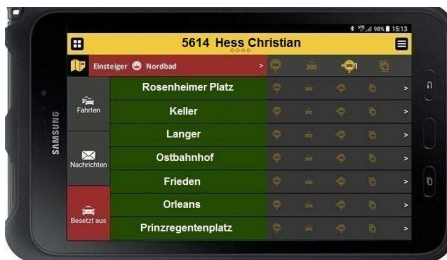 98% 15:13
5614 Hess Christian
Einsteiger Nordbad >
1
Rosenheimer Platz >
Fahrten
Keller >
Langer >
Nachrichten
Ostbahnhof >
Frieden >
Orleans >
Besetzt aus
Prinzregentenplatz >
SAMSUNG